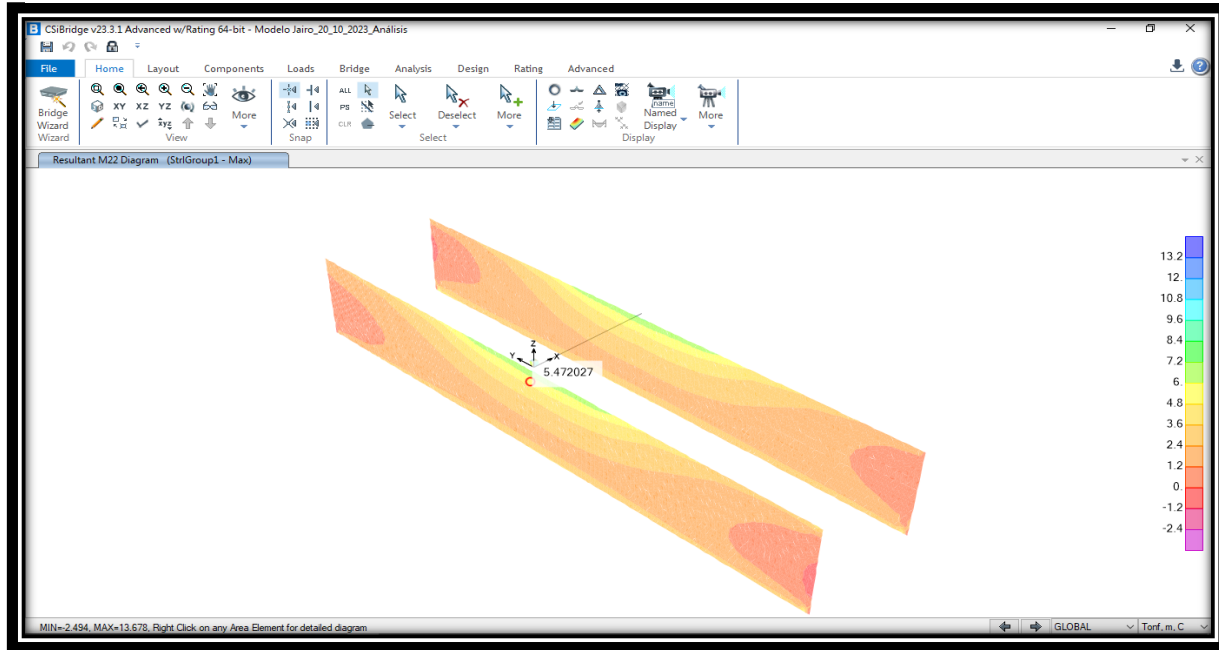 CSiBridge v23.3.1 Advanced w/Rating 64-bit - Modelo Jairo_20_10_2023_Análisis
File Home Layout Components Loads Bridge Analysis Design Rating Advanced
Bridge Wizard
XY XZ YZ
xyz
More
ALL
PS
CLR
Select Deselect More
name
Named Display
More
Wizard View Snap Select Display
Resultant M22 Diagram (StrlGroup1 - Max)
13.2
12.
10.8
9.6
8.4
7.2
6.
4.8
3.6
2.4
1.2
0.
-1.2
-2.4
Z
Y X
5.472027
MIN=-2.494, MAX=13.678, Right Click on any Area Element for detailed diagram
GLOBAL
Tonf, m, C